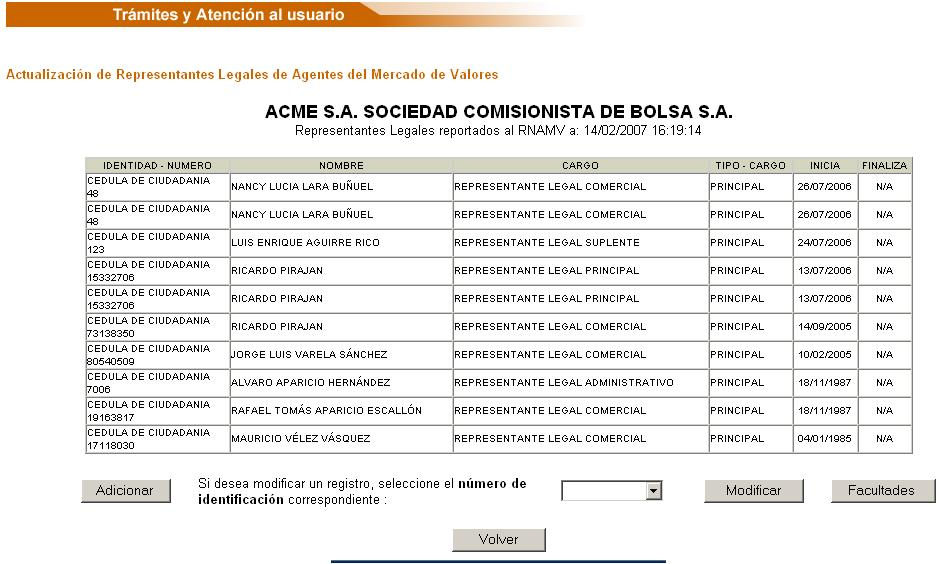 Trámites y Atención al usuario
Actualización de Representantes Legales de Agentes del Mercado de Valores
ACME S.A. SOCIEDAD COMISIONISTA DE BOLSA S.A.
Representantes Legales reportados al RNAMV a: 14/02/2007 16:19:14
IDENTIDAD - NUMERO NOMBRE CARGO TIPO - CARGO INICIA FINALIZA
CEDULA DE CIUDADANIA
48 NANCY LUCIA LARA BUÑUEL REPRESENTANTE LEGAL COMERCIAL PRINCIPAL 26/07/2006 N/A
CEDULA DE CIUDADANIA
48 NANCY LUCIA LARA BUÑUEL REPRESENTANTE LEGAL COMERCIAL PRINCIPAL 26/07/2006 N/A
CEDULA DE CIUDADANIA
123 LUIS ENRIQUE AGUIRRE RICO REPRESENTANTE LEGAL SUPLENTE PRINCIPAL 24/07/2006 N/A
CEDULA DE CIUDADANIA
15332706 RICARDO PIRAJAN REPRESENTANTE LEGAL PRINCIPAL PRINCIPAL 13/07/2006 N/A
CEDULA DE CIUDADANIA
15332706 RICARDO PIRAJAN REPRESENTANTE LEGAL PRINCIPAL PRINCIPAL 13/07/2006 N/A
CEDULA DE CIUDADANIA
73138350 RICARDO PIRAJAN REPRESENTANTE LEGAL COMERCIAL PRINCIPAL 14/09/2005 N/A
CEDULA DE CIUDADANIA
80540509 JORGE LUIS VARELA SÁNCHEZ REPRESENTANTE LEGAL COMERCIAL PRINCIPAL 10/02/2005 N/A
CEDULA DE CIUDADANIA
7006 ALVARO APARICIO HERNÁNDEZ REPRESENTANTE LEGAL ADMINISTRATIVO PRINCIPAL 18/11/1987 N/A
CEDULA DE CIUDADANIA
19163817 RAFAEL TOMÁS APARICIO ESCALLÓN REPRESENTANTE LEGAL COMERCIAL PRINCIPAL 18/11/1987 N/A
CEDULA DE CIUDADANIA
17118030 MAURICIO VÉLEZ VÁSQUEZ REPRESENTANTE LEGAL COMERCIAL PRINCIPAL 04/01/1985 N/A
Adicionar Si desea modificar un registro, seleccione el número de
identificación correspondiente : Modificar Facultades
Volver